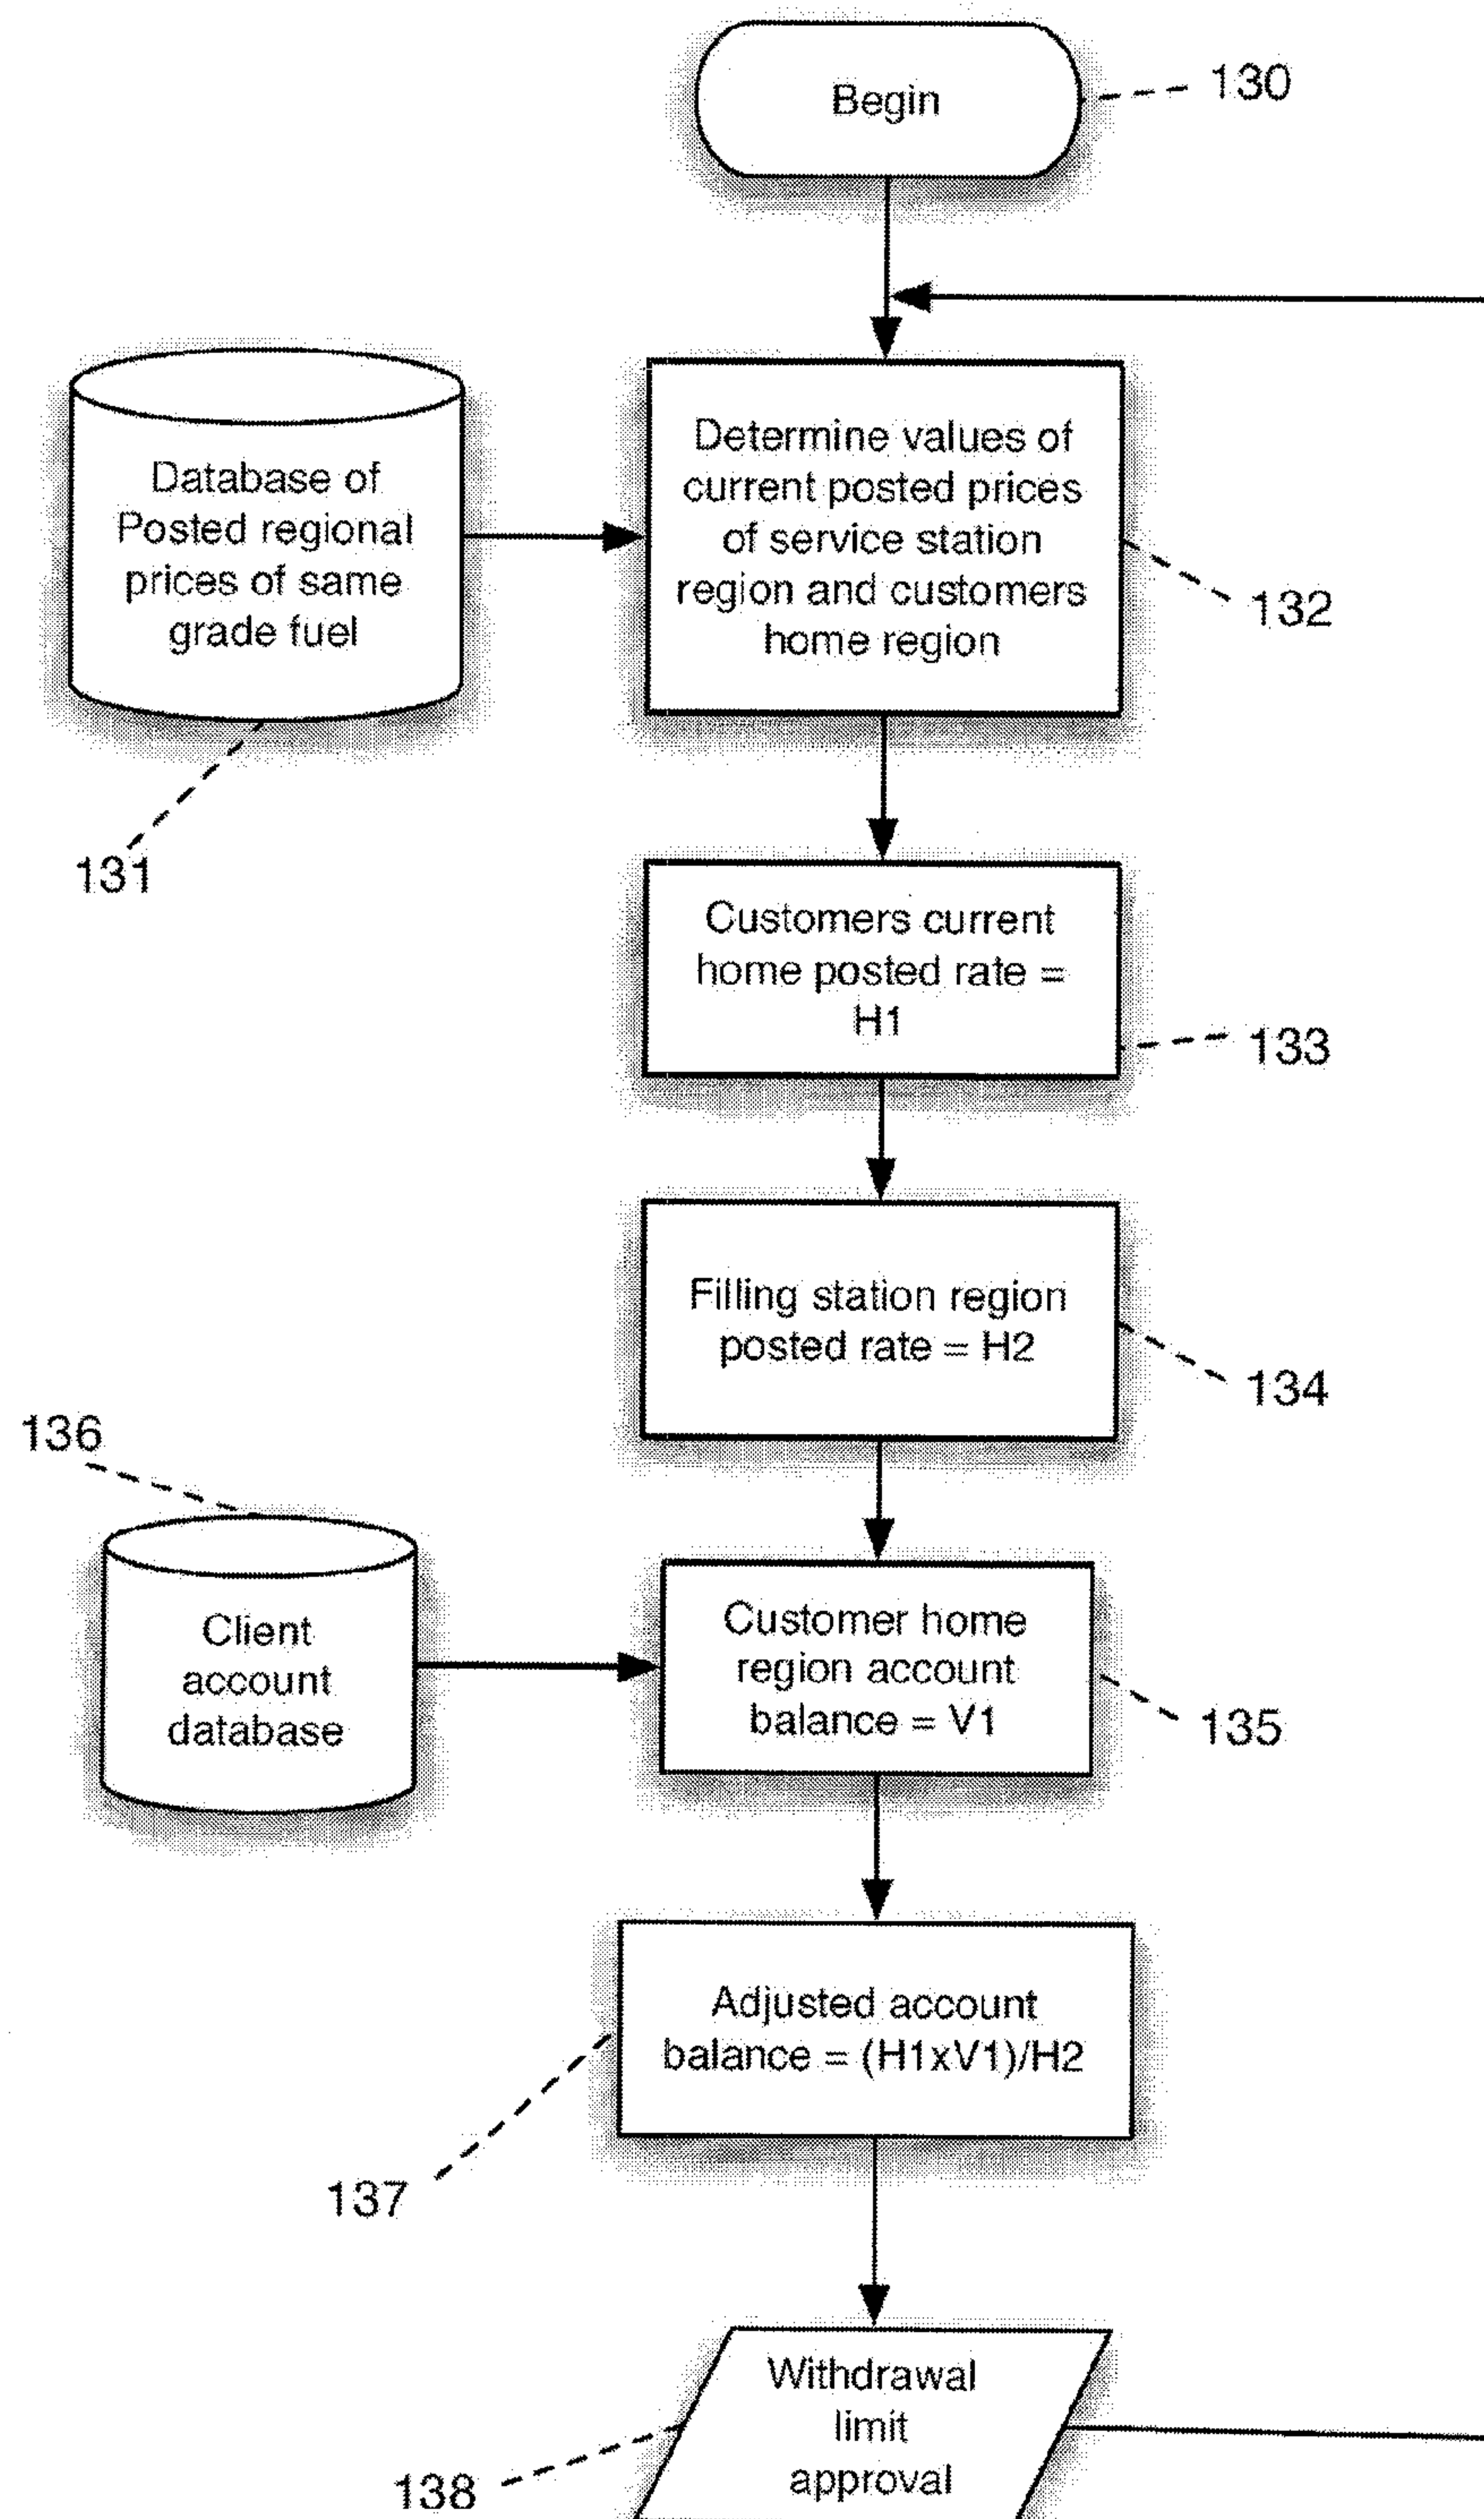 Begin
130
Database of
Posted regional
prices of same
grade fuel
131
Determine values of
current posted prices
of service station
region and customers
home region
132
Customers current
home posted rate =
H1
133
Filling station region
posted rate = H2
134
136
Client
account
database
Customer home
region account
balance = V1
135
Adjusted account
balance = (H1xV1)/H2
137
Withdrawal
limit
approval
138